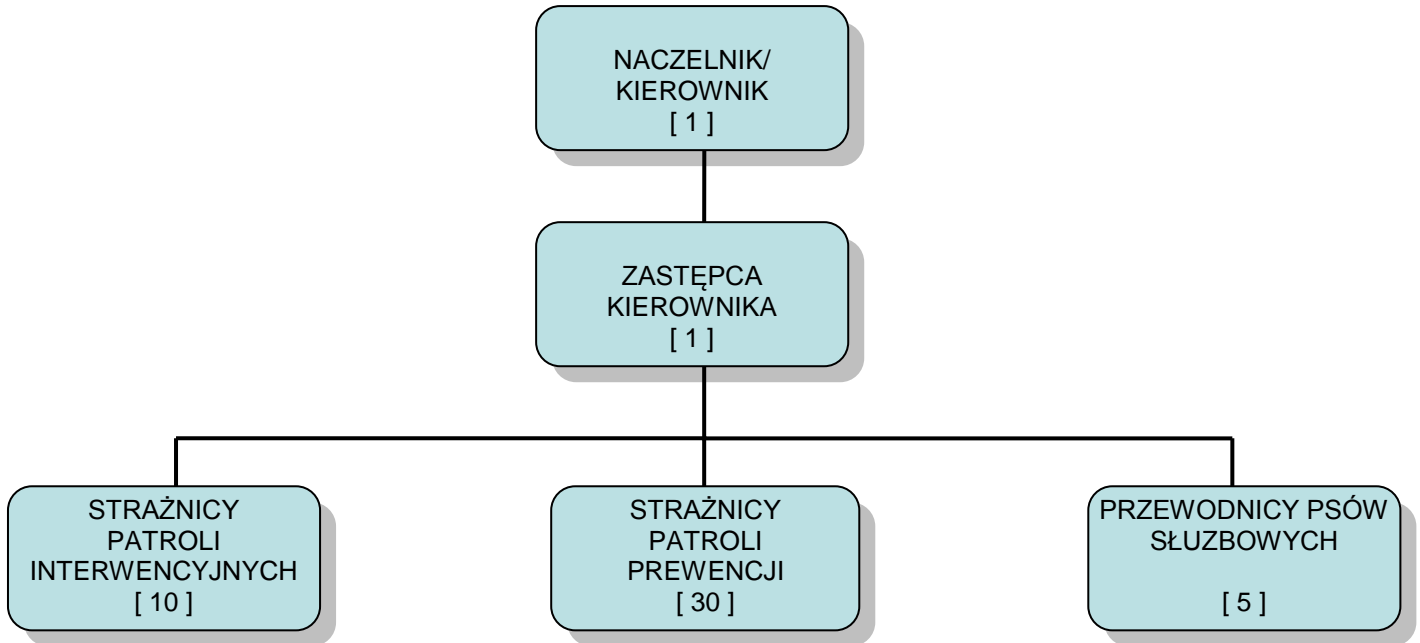 NACZELNIK/
KIEROWNIK
[ 1 ]
ZASTĘPCA
KIEROWNIKA
[ 1 ]
STRAŻNICY
PATROLI
INTERWENCYJNYCH
[ 10 ]
STRAŻNICY
PATROLI
PREWENCJI
[ 30 ]
PRZEWODNICY PSÓW
SŁUZBOWYCH
[ 5 ]